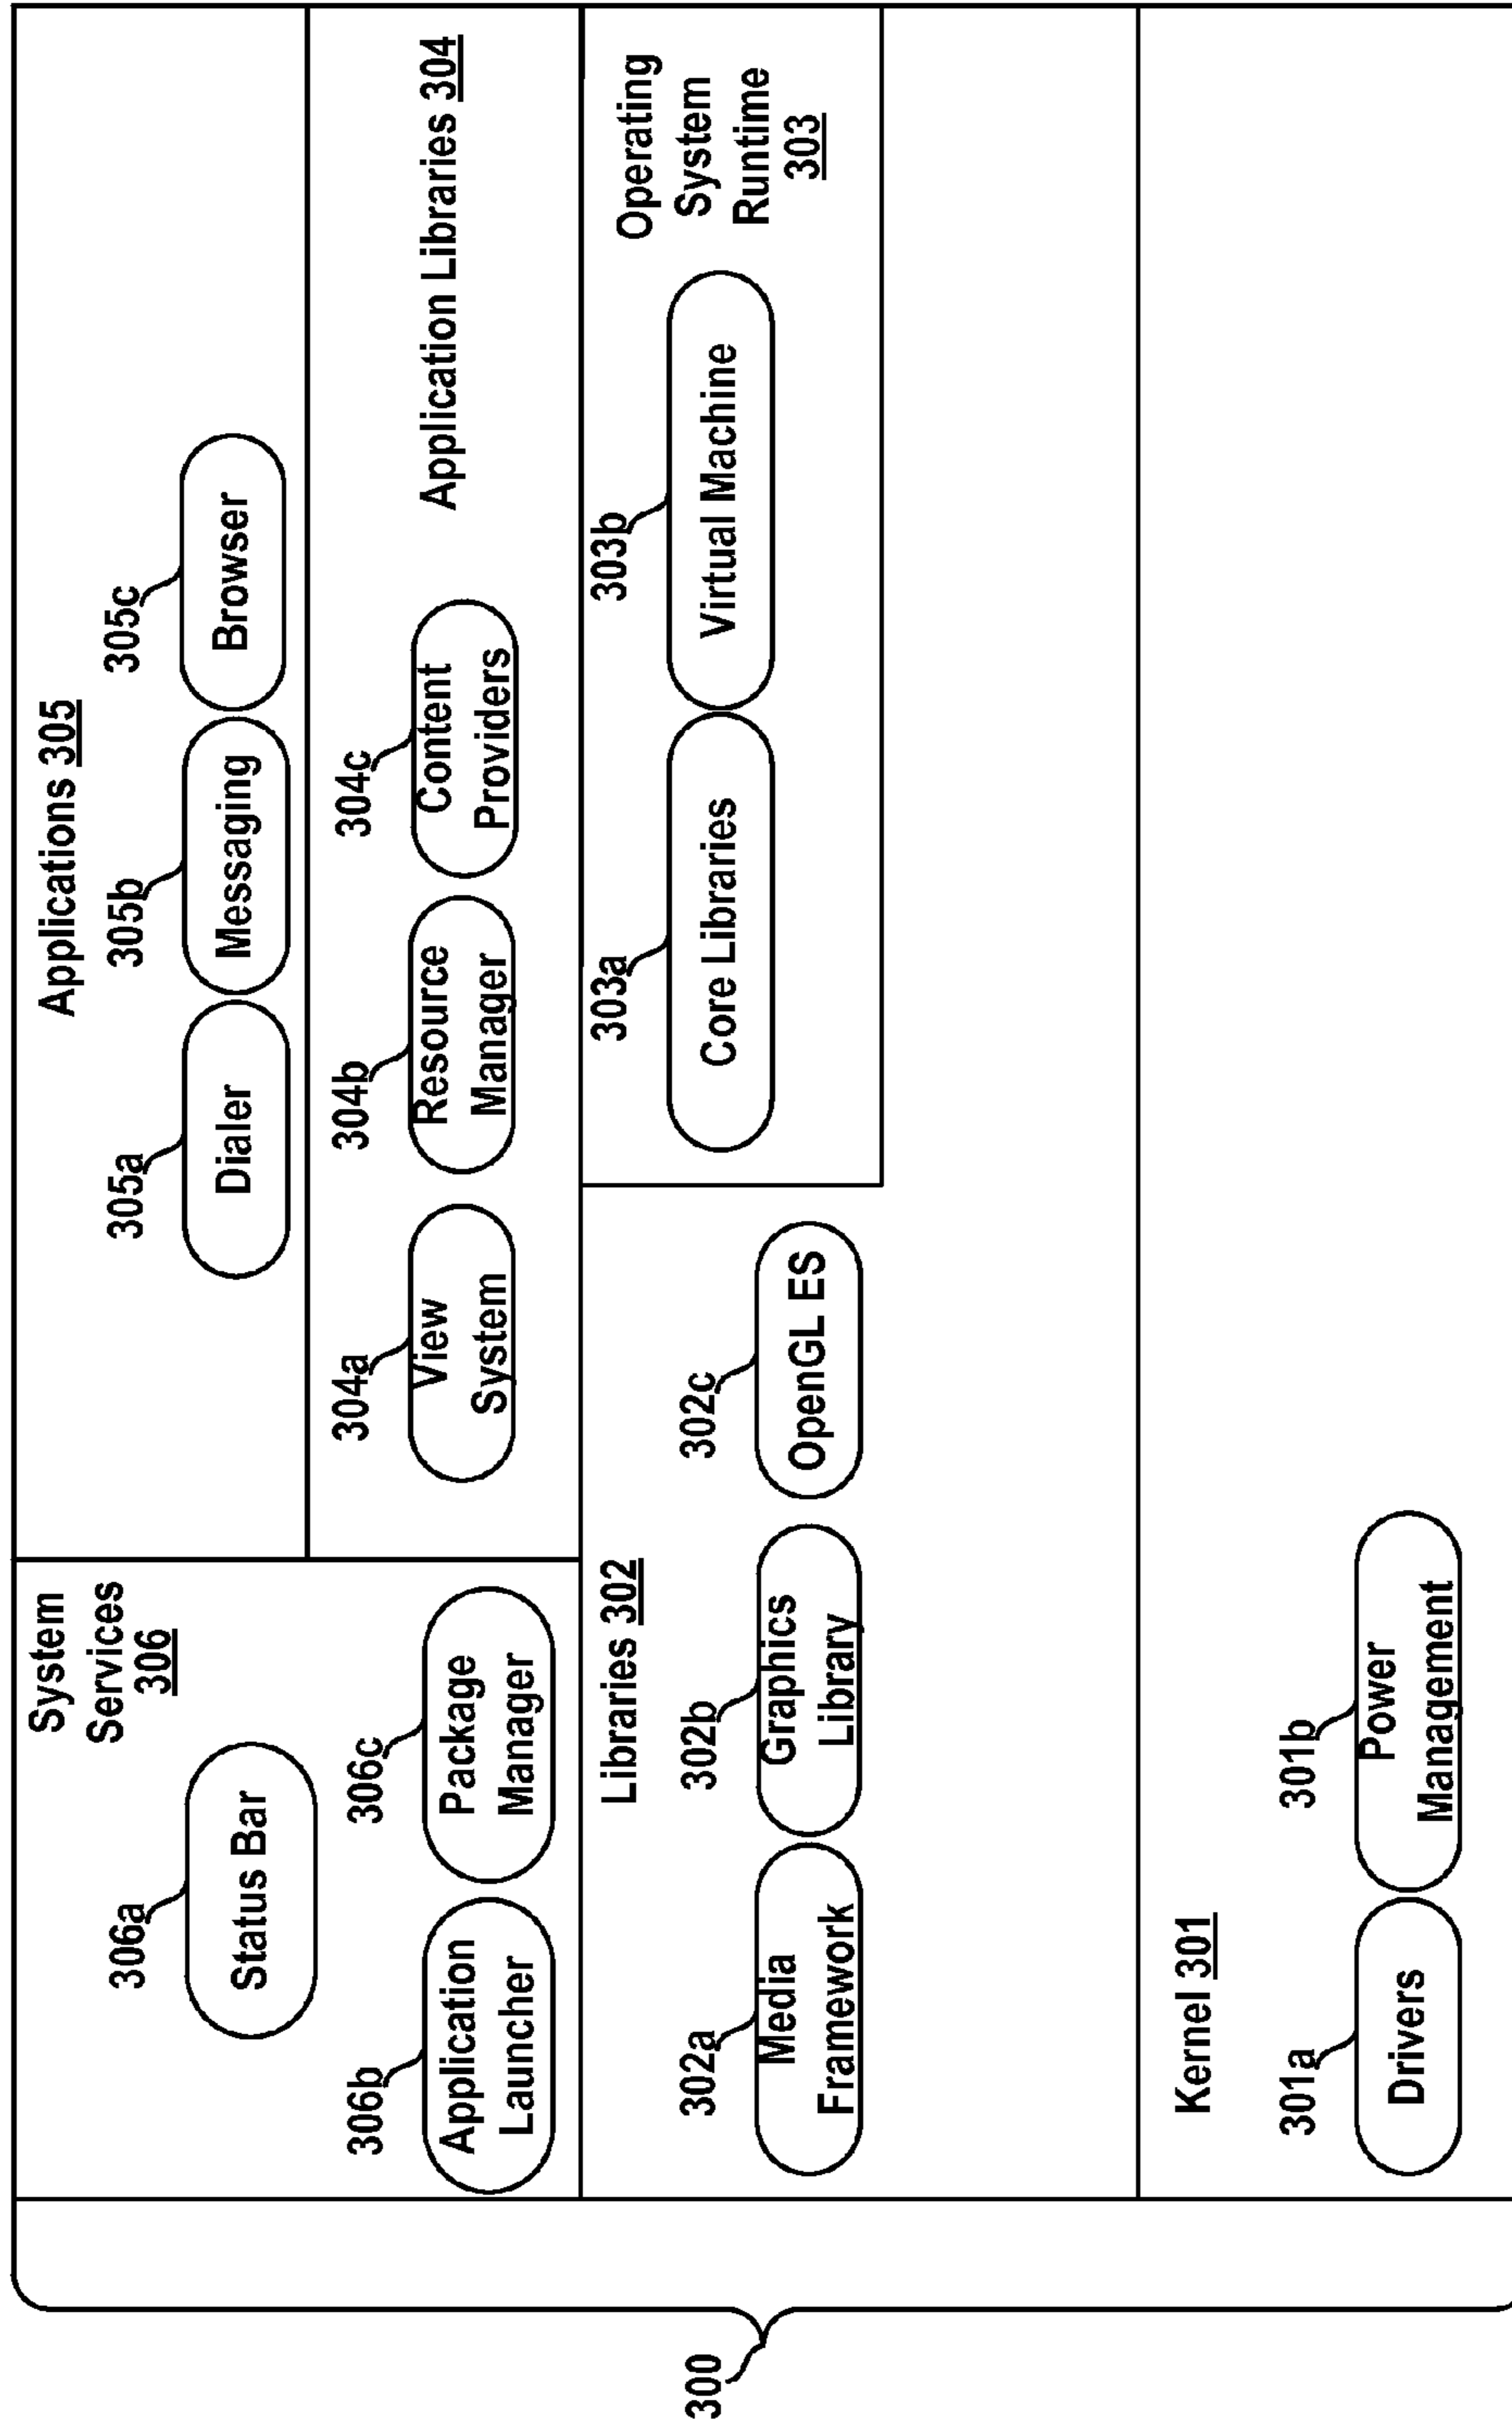 300
System
Services
306
306a
Status Bar
306b
306c
Application
Launcher
Package
Manager
Applications 305
305a
305b
305c
Dialer
Messaging
Browser
304a
304b
304c
View
System
Resource
Manager
Content
Providers
Application Libraries 304
Libraries 302
302a
302b
302c
Media
Framework
Graphics
Library
OpenGL ES
303a
303b
Core Libraries
Virtual Machine
Operating
System
Runtime
303
Kernel 301
301a
301b
Drivers
Power
Management